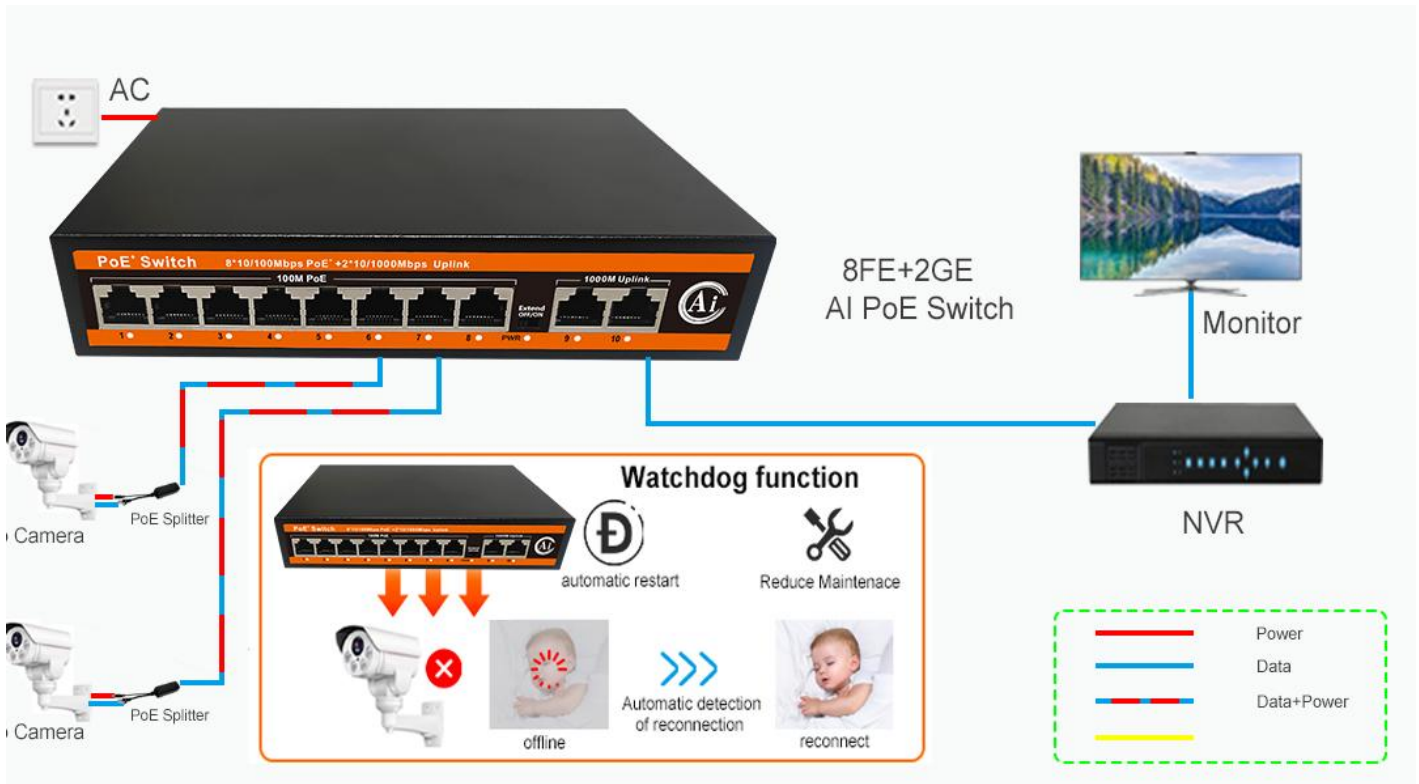 AC
PoE+ Switch 8*10/100Mbps PoE+ +2*10/1000Mbps Uplink
100M PoE
1000M Uplink
Extend
OFF/ON
Ai
1 2 3 4 5 6 7 8 PWR 9 10
8FE+2GE
AI PoE Switch
Monitor
NVR
PoE Splitter
Camera
PoE Splitter
Camera
Watchdog function
PoE+ Switch
Ai
automatic restart
Reduce Maintenace
Automatic detection
of reconnection
offline
reconnect
Power
Data
Data+Power